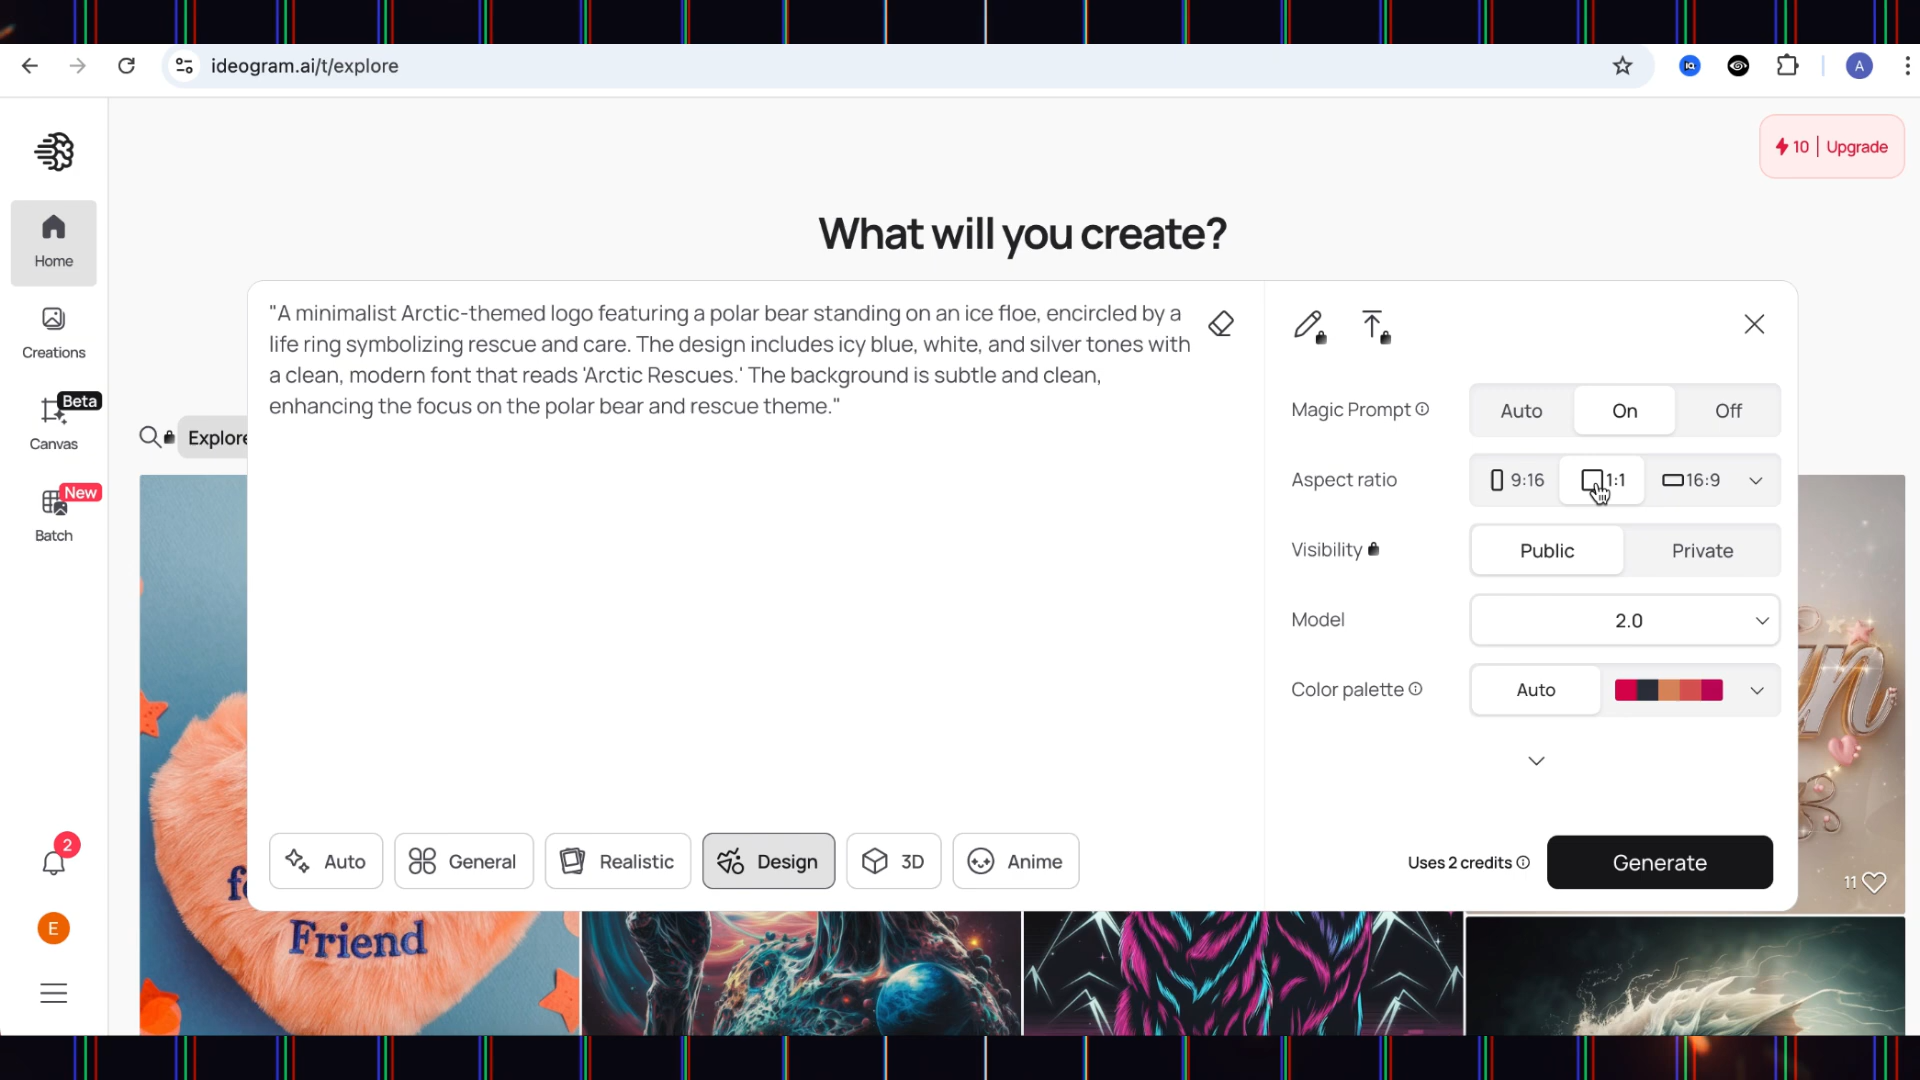 ideogram.ai/t/explore
A
10 | Upgrade
What will you create?
Home
Creations
Beta
Canvas
New
Batch
2
E
Explore
"A minimalist Arctic-themed logo featuring a polar bear standing on an ice floe, encircled by a
life ring symbolizing rescue and care. The design includes icy blue, white, and silver tones with
a clean, modern font that reads 'Arctic Rescues.' The background is subtle and clean,
enhancing the focus on the polar bear and rescue theme."
Magic Prompt
Auto
On
Off
Aspect ratio
9:16
1:1
16:9
Visibility
Public
Private
Model
2.0
Color palette
Auto
Auto
General
Realistic
Design
3D
Anime
Uses 2 credits
Generate
11
Friend